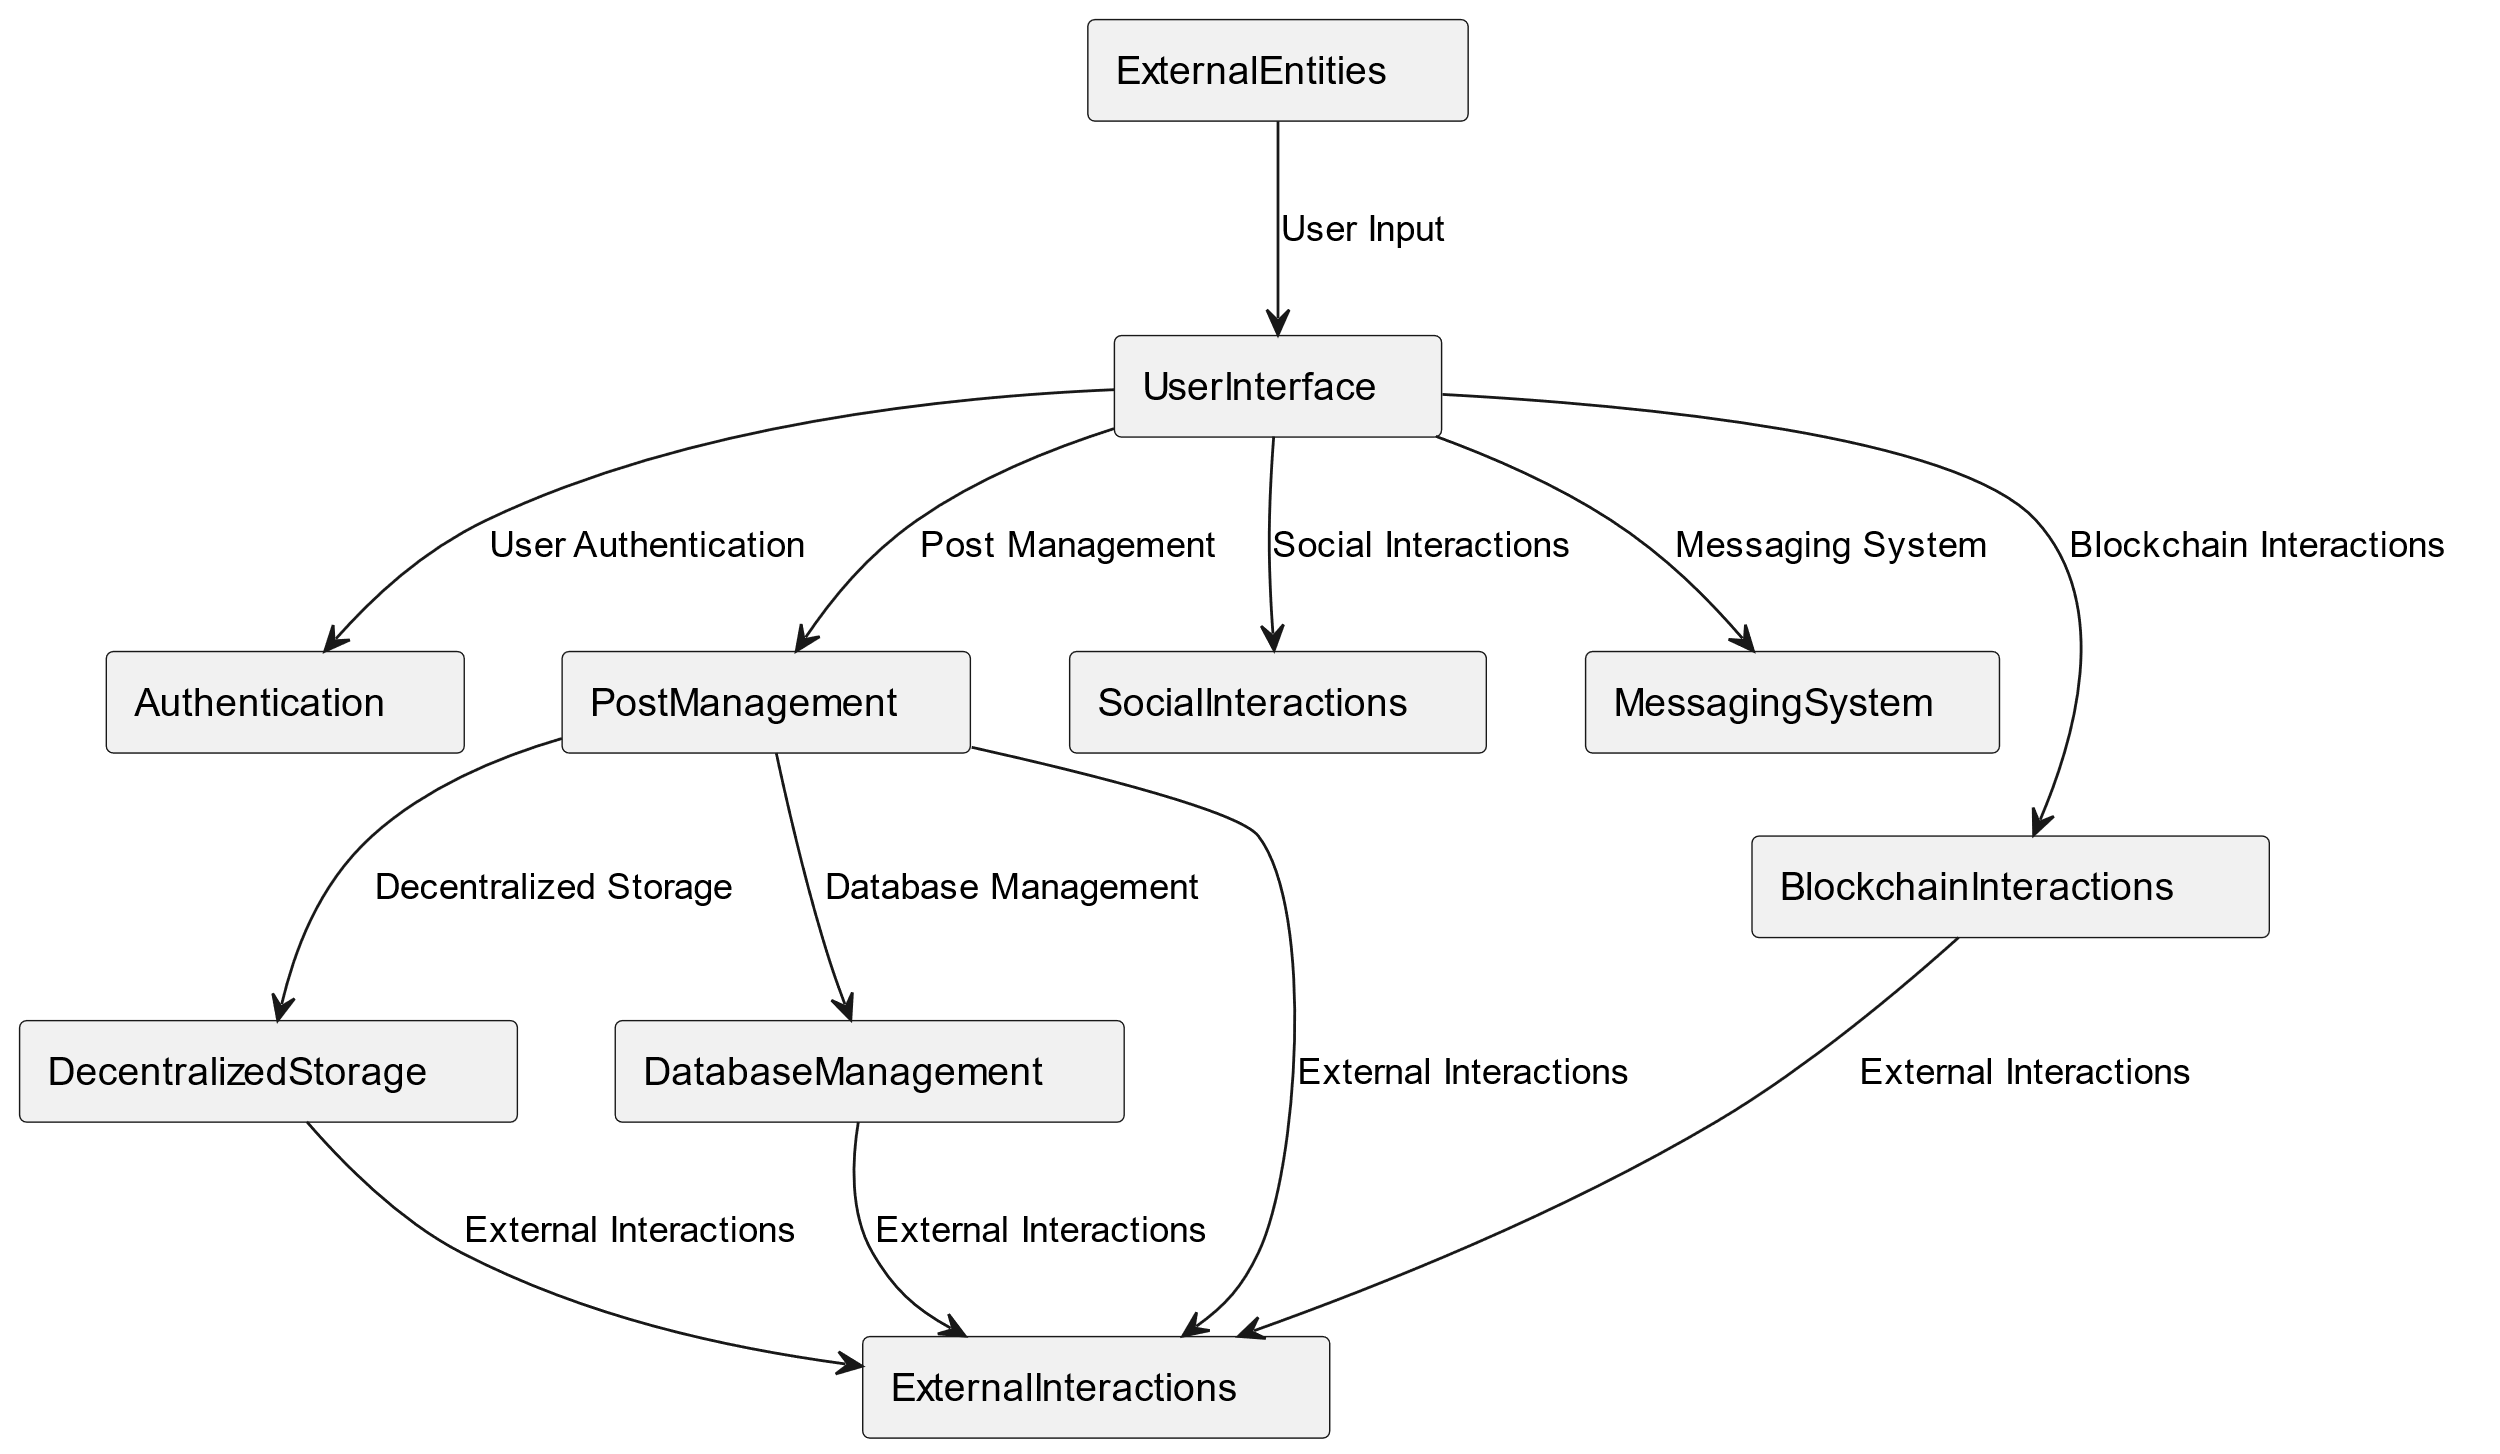 ExternalEntities
User Input
UserInterface
User Authentication
Post Management
Social Interactions
Messaging System
Blockchain Interactions
Authentication
PostManagement
SocialInteractions
MessagingSystem
Decentralized Storage
Database Management
BlockchainInteractions
DecentralizedStorage
DatabaseManagement
External Interactions
External Interactions
External Interactions
External Interactions
ExternalInteractions